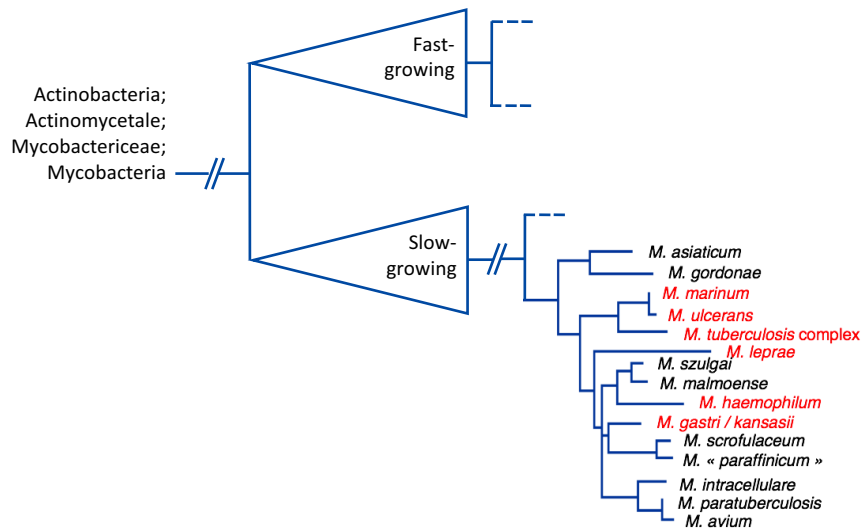 Fast-
growing
Actinobacteria;
Actinomycetale;
Mycobactericeae;
Mycobacteria
Slow-
growing
M. asiaticum
M. gordonae
M. marinum
M. ulcerans
M. tuberculosis complex
M. leprae
M. szulgai
M. malmoense
M. haemophilum
M. gastri / kansasii
M. scrofulaceum
M. « paraffinicum »
M. intracellulare
M. paratuberculosis
M. avium